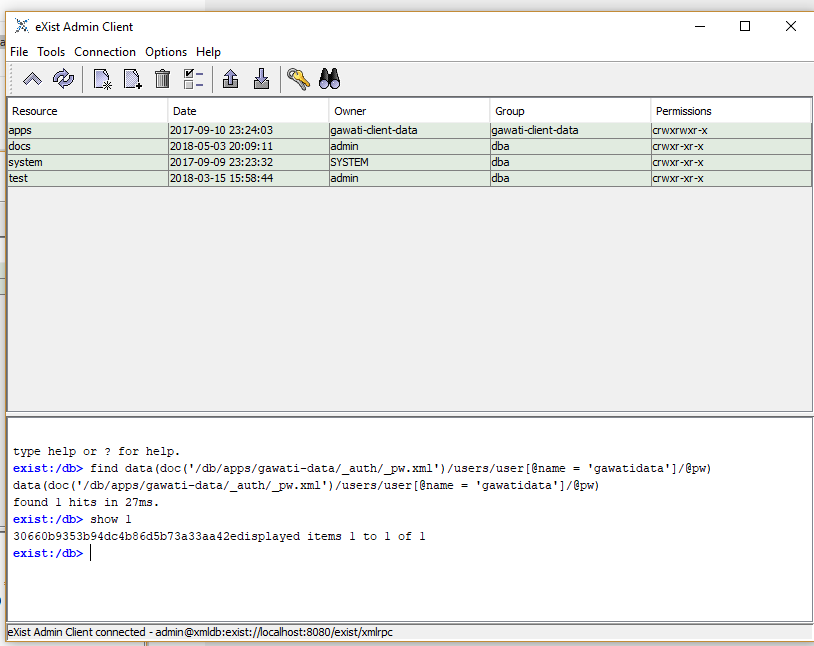 eXist Admin Client
File Tools Connection Options Help
Resource Date Owner Group Permissions
apps 2017-09-10 23:24:03 gawati-client-data gawati-client-data crwxrwxr-x
docs 2018-05-03 20:09:11 admin dba crwxr-xr-x
system 2017-09-09 23:23:32 SYSTEM dba crwxr-xr-x
test 2018-03-15 15:58:44 admin dba crwxr-xr-x
type help or ? for help.
exist:/db> find data(doc('/db/apps/gawati-data/_auth/_pw.xml')/users/user[@name = 'gawatidata']/@pw)
data(doc('/db/apps/gawati-data/_auth/_pw.xml')/users/user[@name = 'gawatidata']/@pw)
found 1 hits in 27ms.
exist:/db> show 1
30660b9353b94dc4b86d5b73a33aa42edisplayed items 1 to 1 of 1
exist:/db>
eXist Admin Client connected - admin@xmldb:exist://localhost:8080/exist/xmlrpc